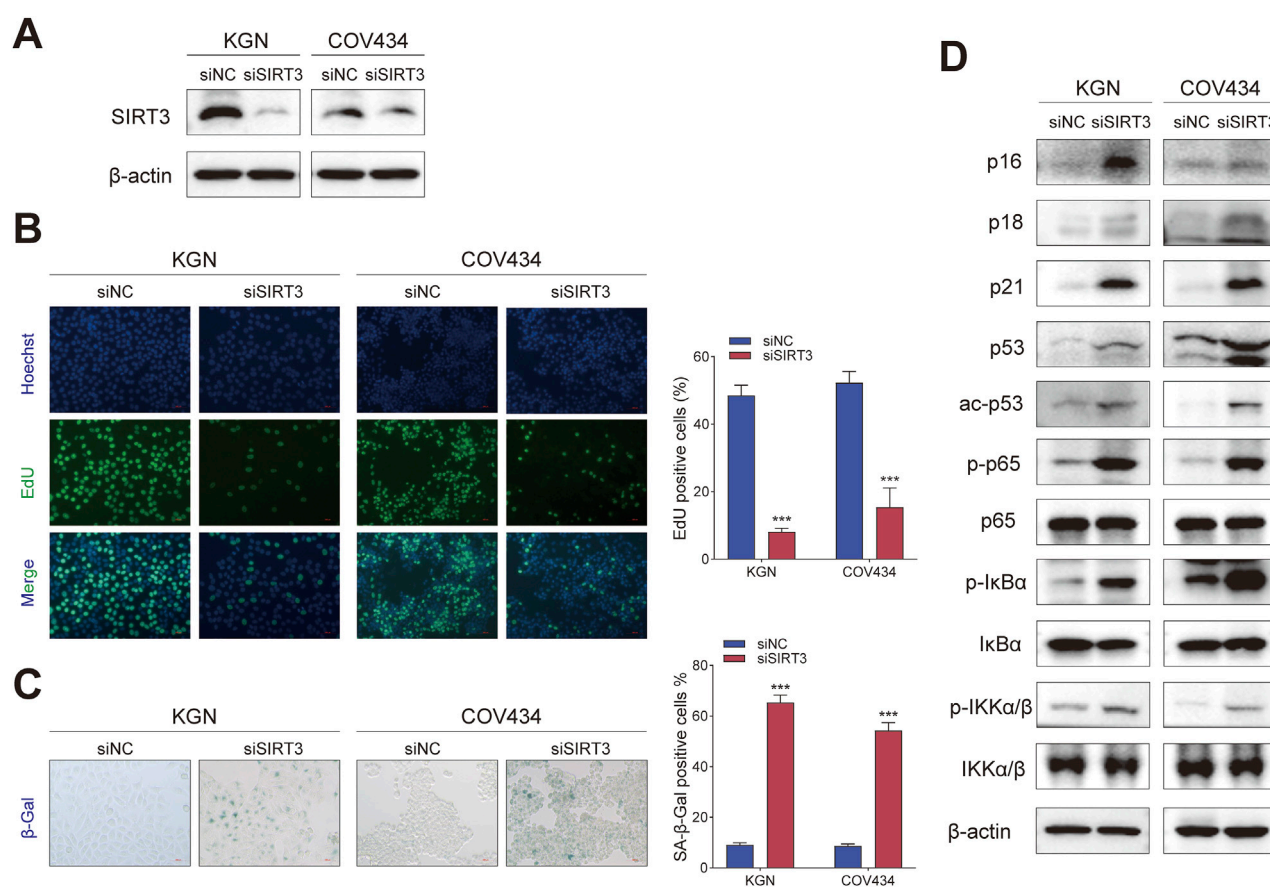 A
KGN COV434
siNC siSIRT3 siNC siSIRT3
SIRT3
β-actin
B
KGN COV434
siNC siSIRT3 siNC siSIRT3
Hoechst
EdU
Merge
siNC
siSIRT3
EdU positive cells (%)
60
40
20
0
*** ***
KGN COV434
C
KGN COV434
siNC siSIRT3 siNC siSIRT3
β-Gal
siNC
siSIRT3
SA-β-Gal positive cells %
80
60
40
20
0
*** ***
KGN COV434
D
KGN COV434
siNC siSIRT3 siNC siSIRT3
p16
p18
p21
p53
ac-p53
p-p65
p65
p-IκBα
IκBα
p-IKKα/β
IKKα/β
β-actin